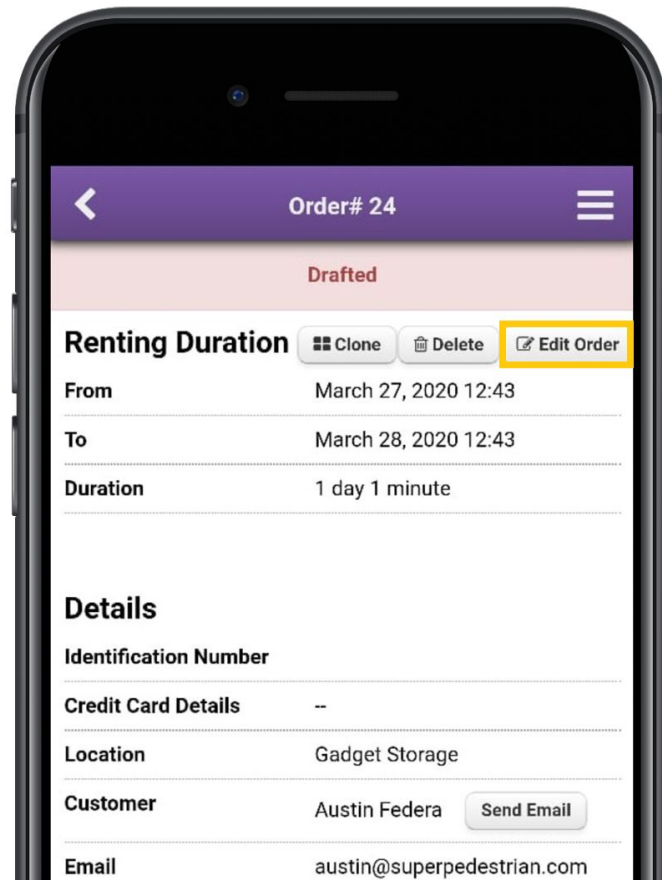 Order# 24
Drafted
Renting Duration Clone Delete Edit Order
From March 27, 2020 12:43
To March 28, 2020 12:43
Duration 1 day 1 minute
Details
Identification Number
Credit Card Details --
Location Gadget Storage
Customer Austin Federa Send Email
Email austin@superpedestrian.com